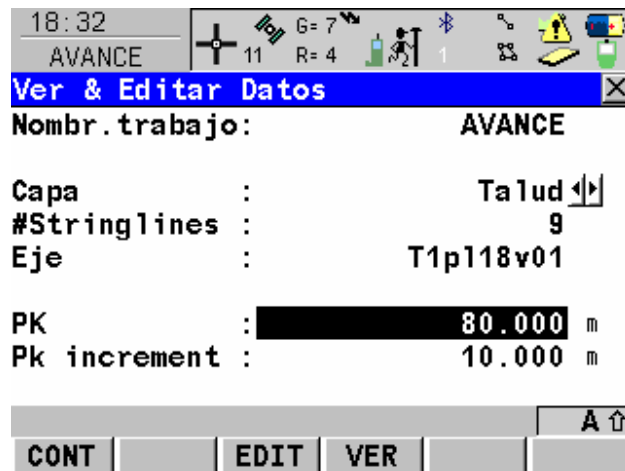 18:32
AVANCE
11
G= 7
R= 4
1
Ver & Editar Datos
Nombr.trabajo: AVANCE
Capa : Talud
#Stringlines : 9
Eje : T1pl18v01
PK : 80.000 m
Pk increment : 10.000 m
A
CONT EDIT VER